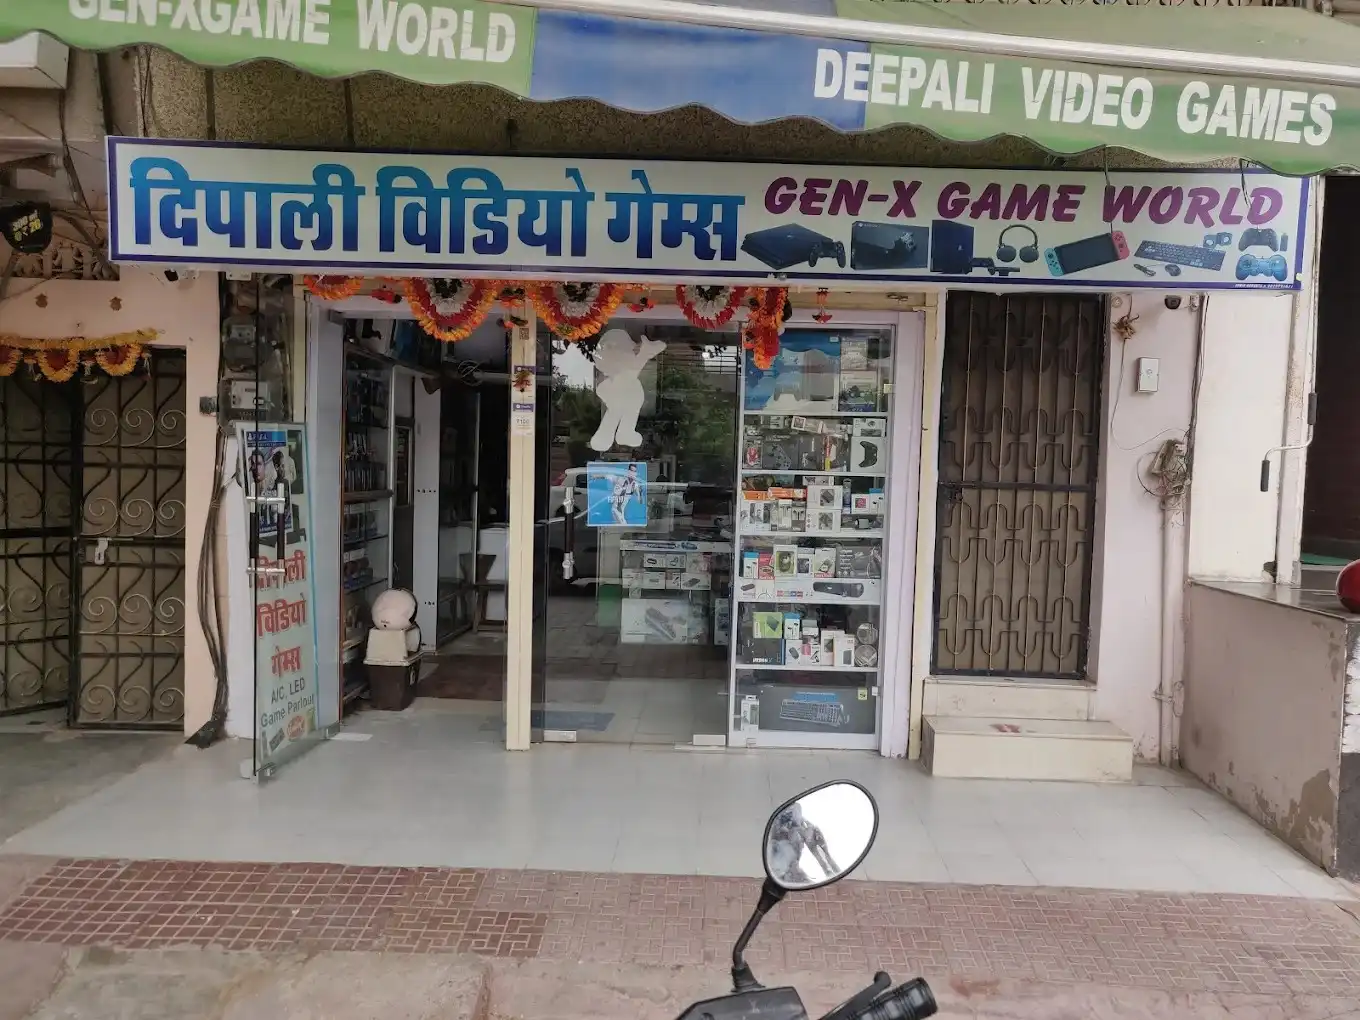 GEN-XGAME WORLD
DEEPALI VIDEO GAMES
दिपाली विडियो गेम्स
GEN-X GAME WORLD
दिपाली
विडियो
गेम्स
A/C, LED
Game Parlour